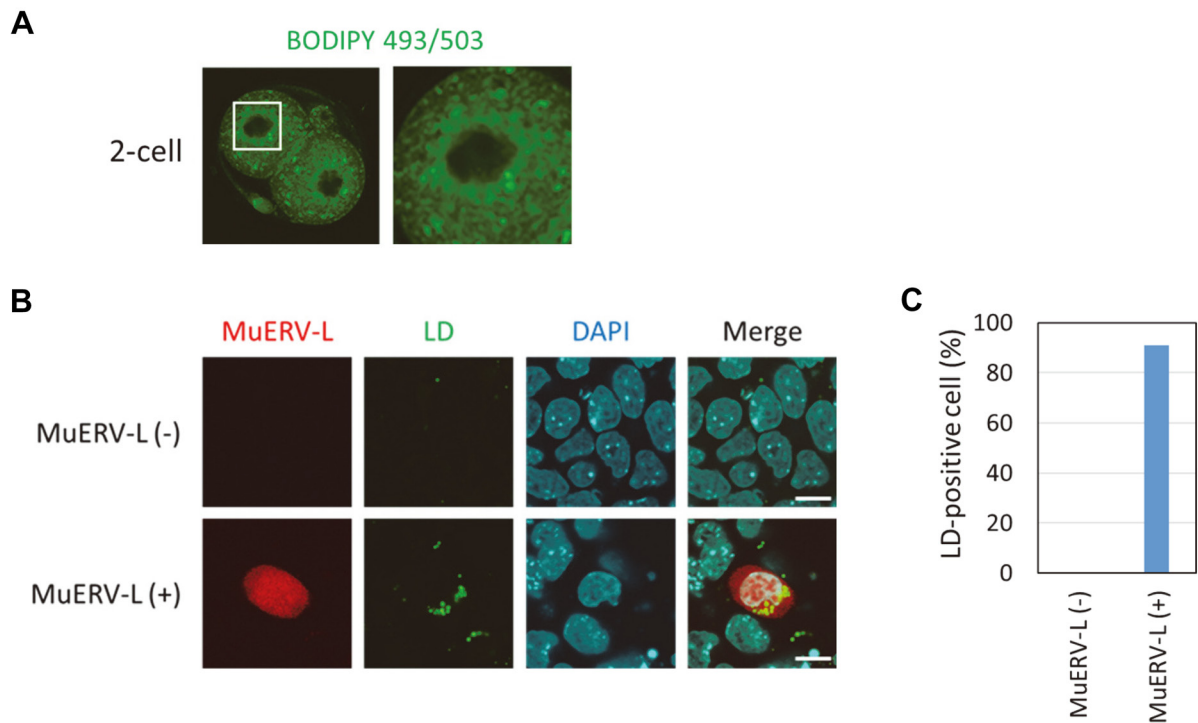 A
BODIPY 493/503
2-cell
B
MuERV-L
LD
DAPI
Merge
MuERV-L (-)
MuERV-L (+)
C
LD-positive cell (%)
100
80
60
40
20
0
MuERV-L (-)
MuERV-L (+)